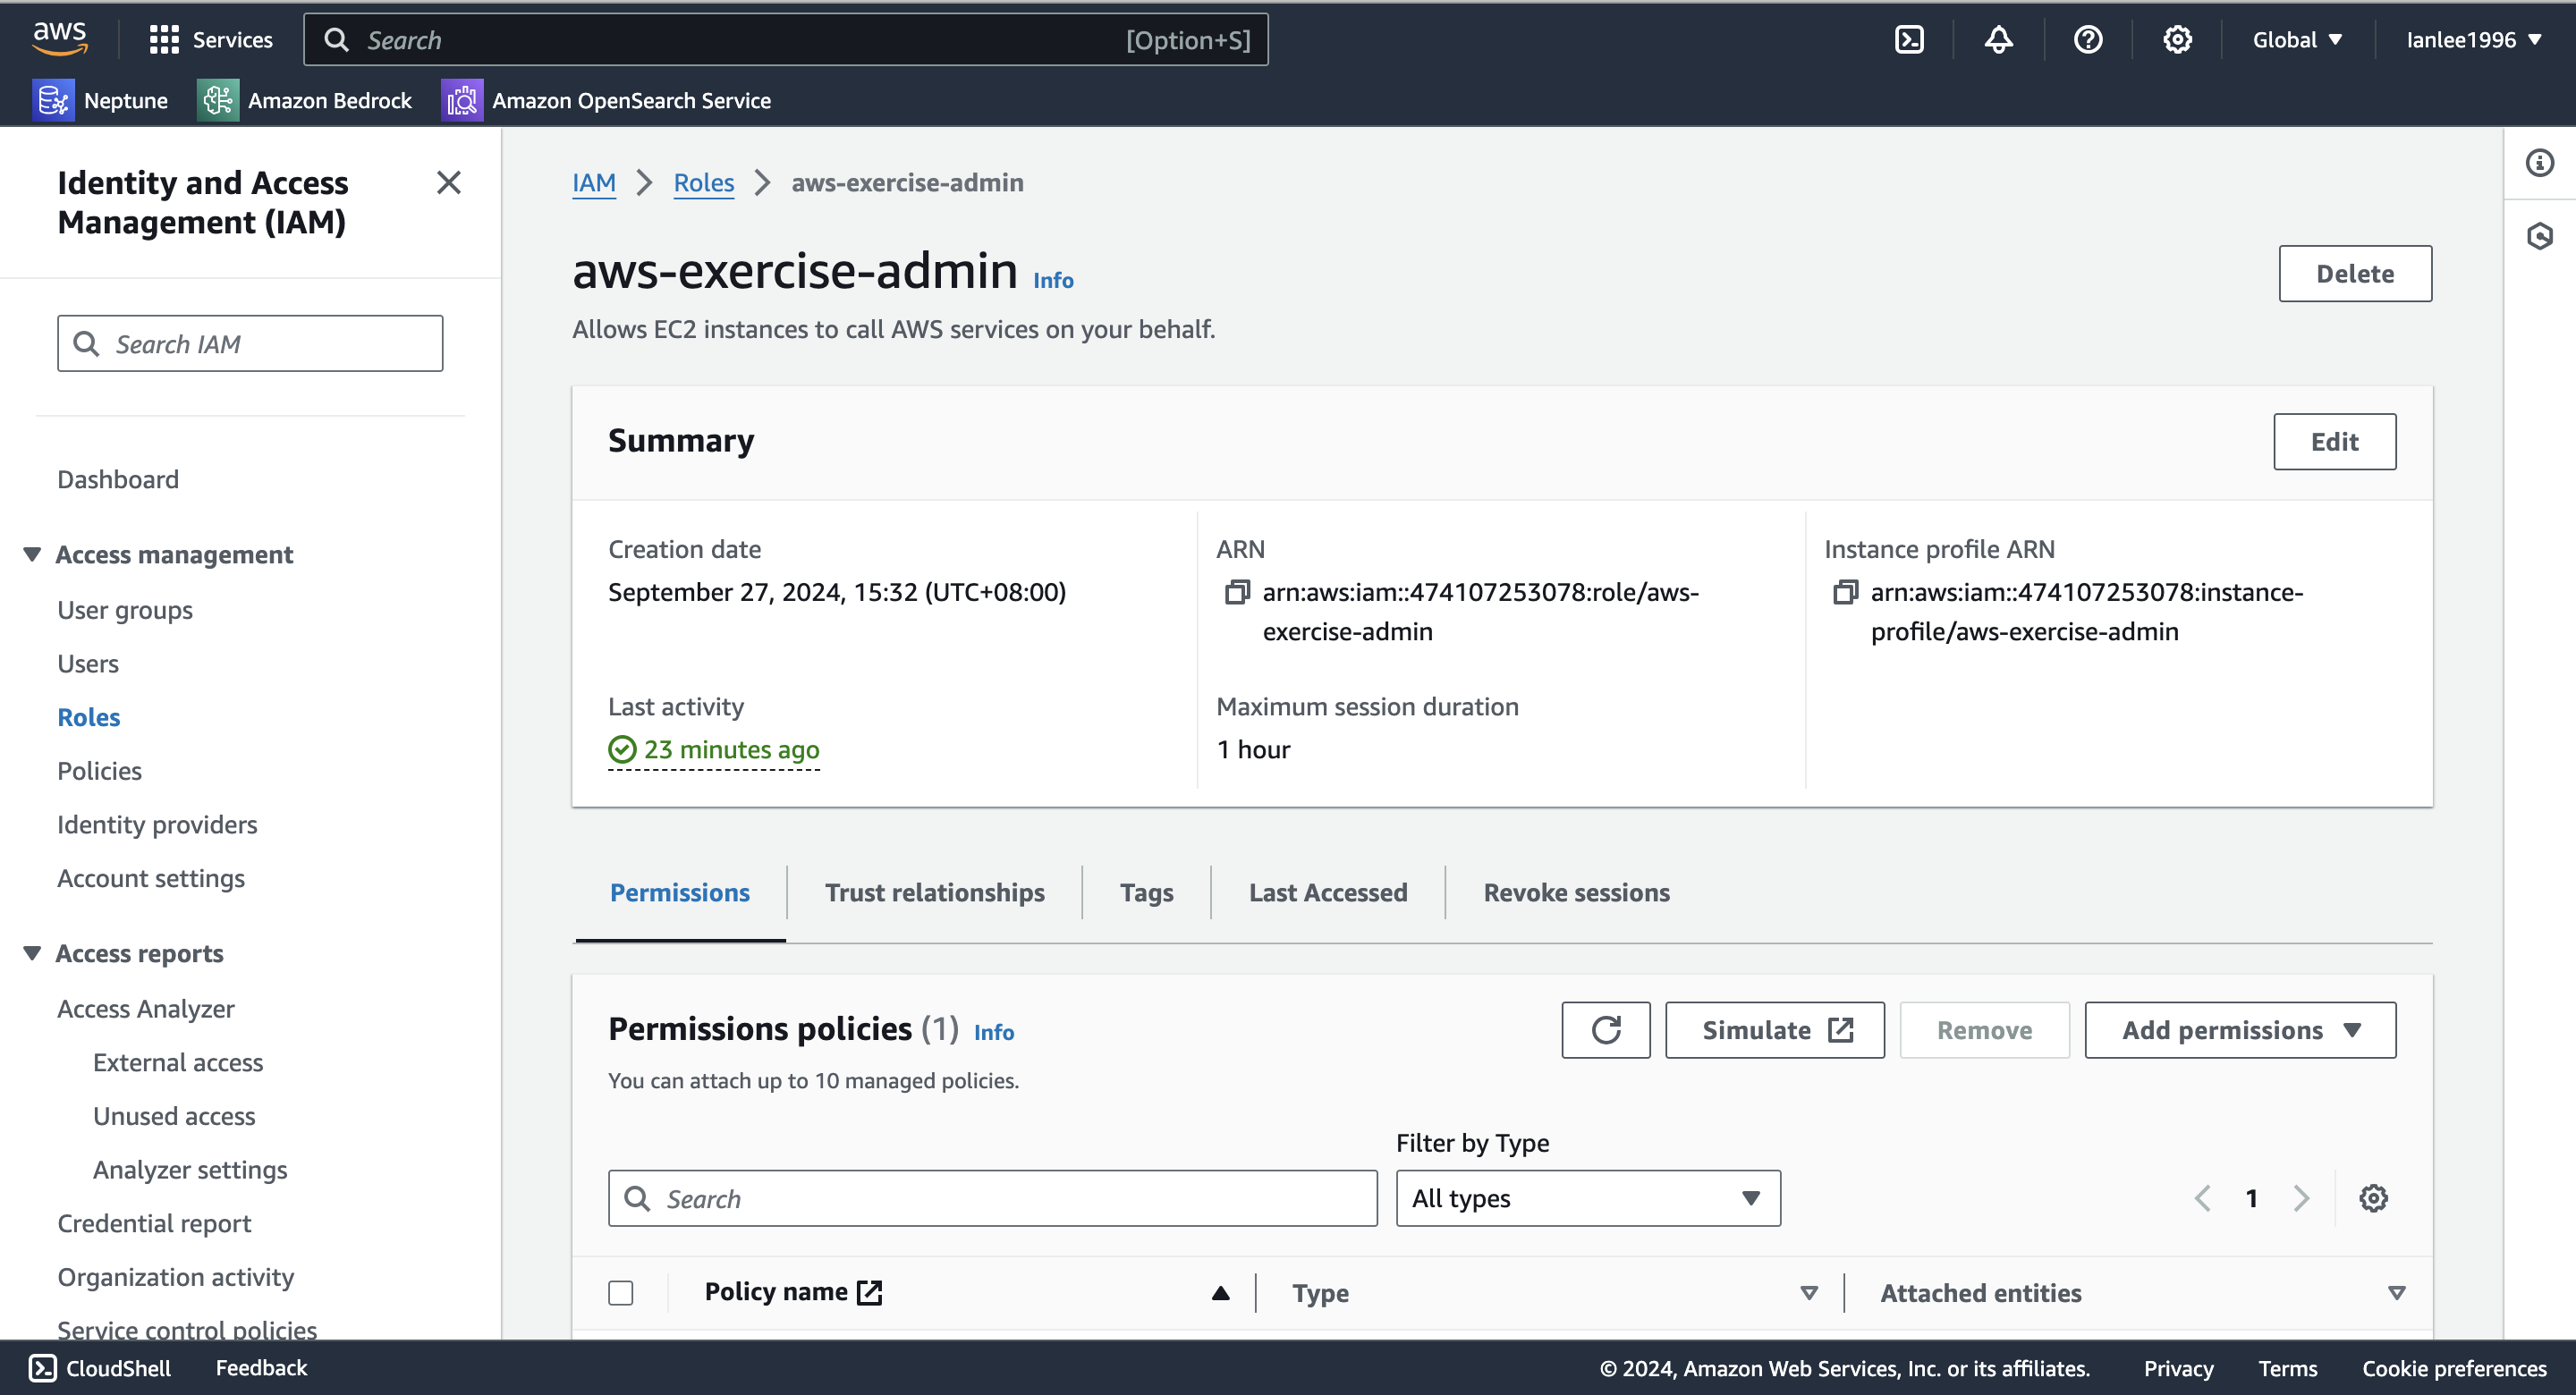 aws
Services
Search
[Option+S]
Global
Ianlee1996
Neptune
Amazon Bedrock
Amazon OpenSearch Service
Identity and Access
Management (IAM)
Search IAM
Dashboard
Access management
User groups
Users
Roles
Policies
Identity providers
Account settings
Access reports
Access Analyzer
External access
Unused access
Analyzer settings
Credential report
Organization activity
Service control policies
IAM
Roles
aws-exercise-admin
aws-exercise-admin
Info
Delete
Allows EC2 instances to call AWS services on your behalf.
Summary
Edit
Creation date
September 27, 2024, 15:32 (UTC+08:00)
ARN
arn:aws:iam::474107253078:role/aws-
exercise-admin
Instance profile ARN
arn:aws:iam::474107253078:instance-
profile/aws-exercise-admin
Last activity
23 minutes ago
Maximum session duration
1 hour
Permissions
Trust relationships
Tags
Last Accessed
Revoke sessions
Permissions policies (1)
Info
Simulate
Remove
Add permissions
You can attach up to 10 managed policies.
Filter by Type
Search
All types
1
Policy name
Type
Attached entities
CloudShell
Feedback
© 2024, Amazon Web Services, Inc. or its affiliates.
Privacy
Terms
Cookie preferences